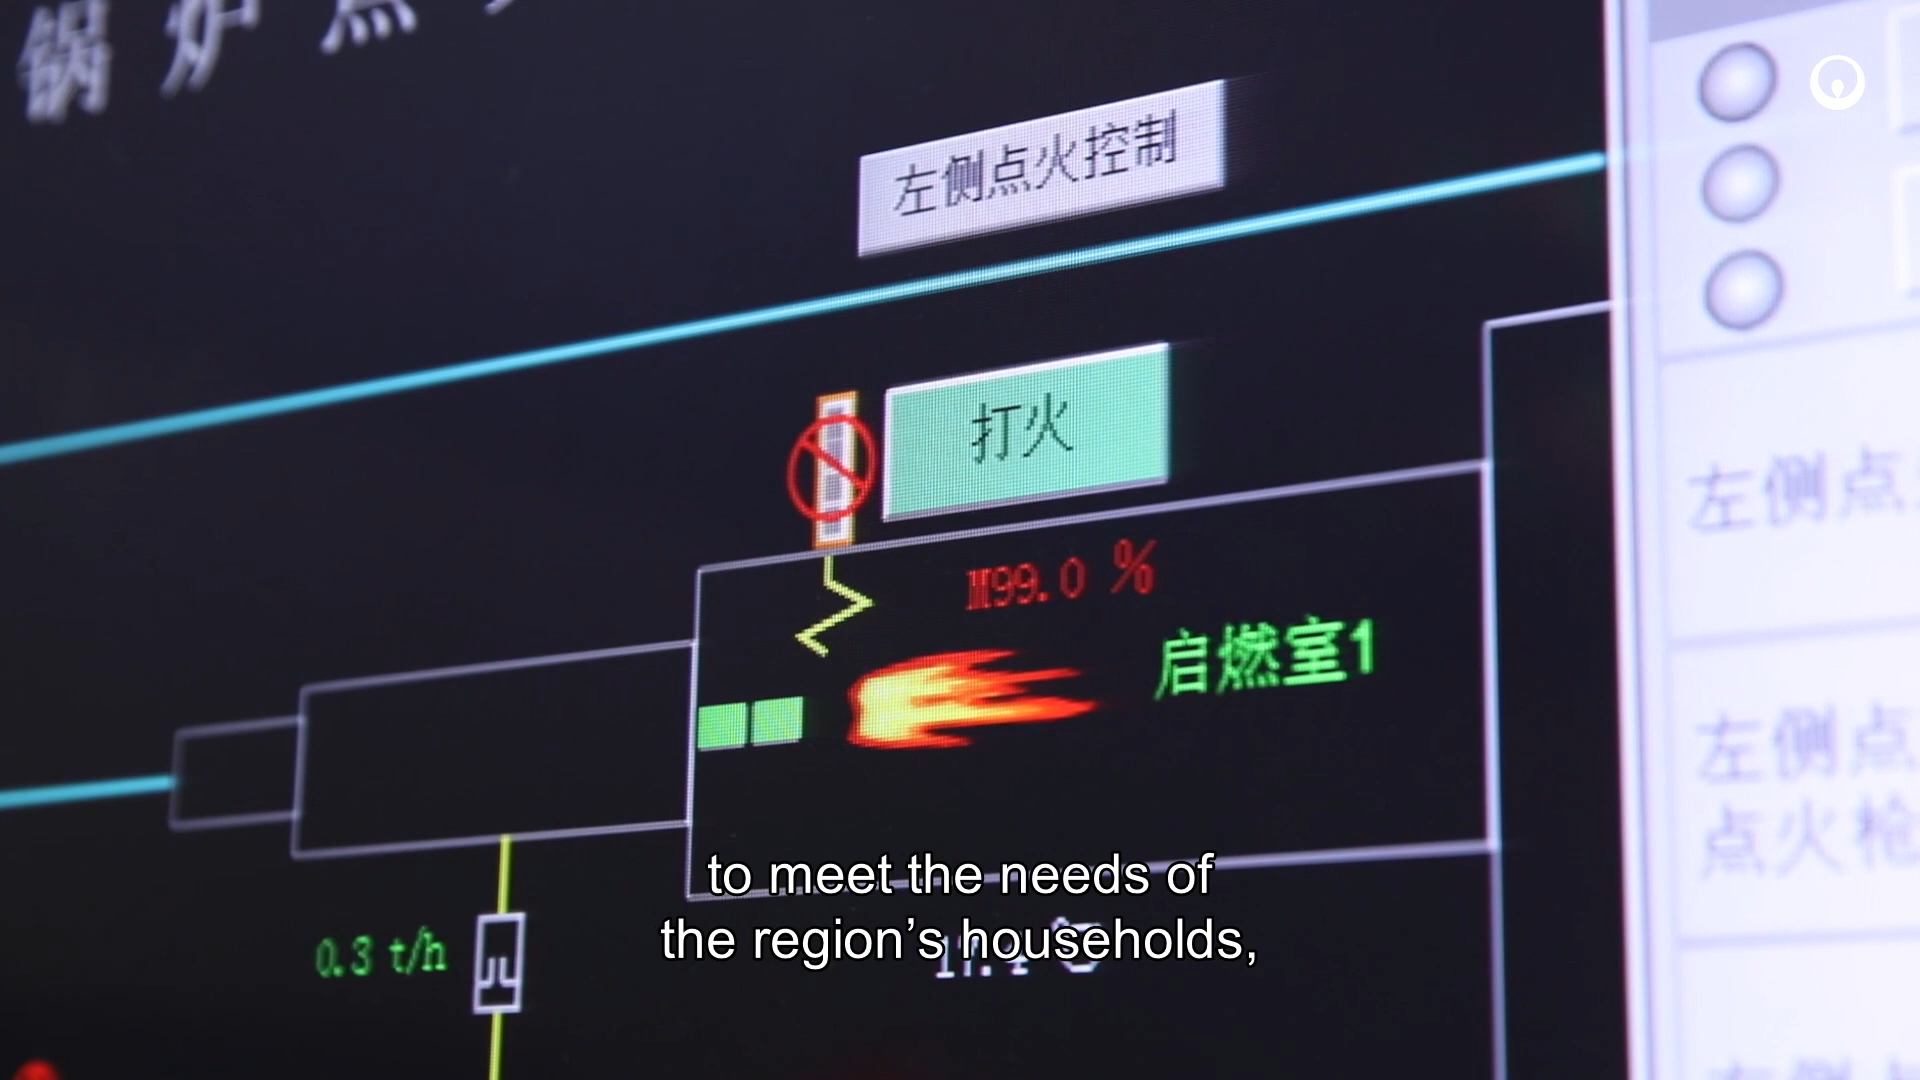 锅炉点
左侧点火控制
打火
M99.0 %
启燃室1
左侧点
左侧点
点火枪
to meet the needs of
the region’s households,
0.3 t/h